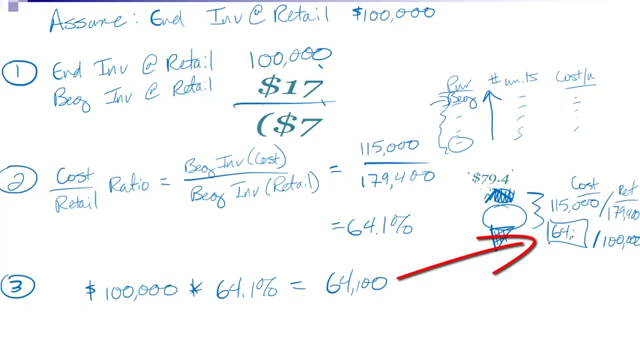 Assume: End Inv @ Retail $100,000
1 End Inv @ Retail 100,000
Beg Inv @ Retail $17
($7
Beg # units Cost/u
2 Cost/Retail Ratio = Beg Inv (Cost) / Beg Inv (Retail) = 115,000 / 179,400
= 64.1%
$79.4
Cost
115,000 / 179,400
64, / 100,000
3 $100,000 * 64.1% = 64,100